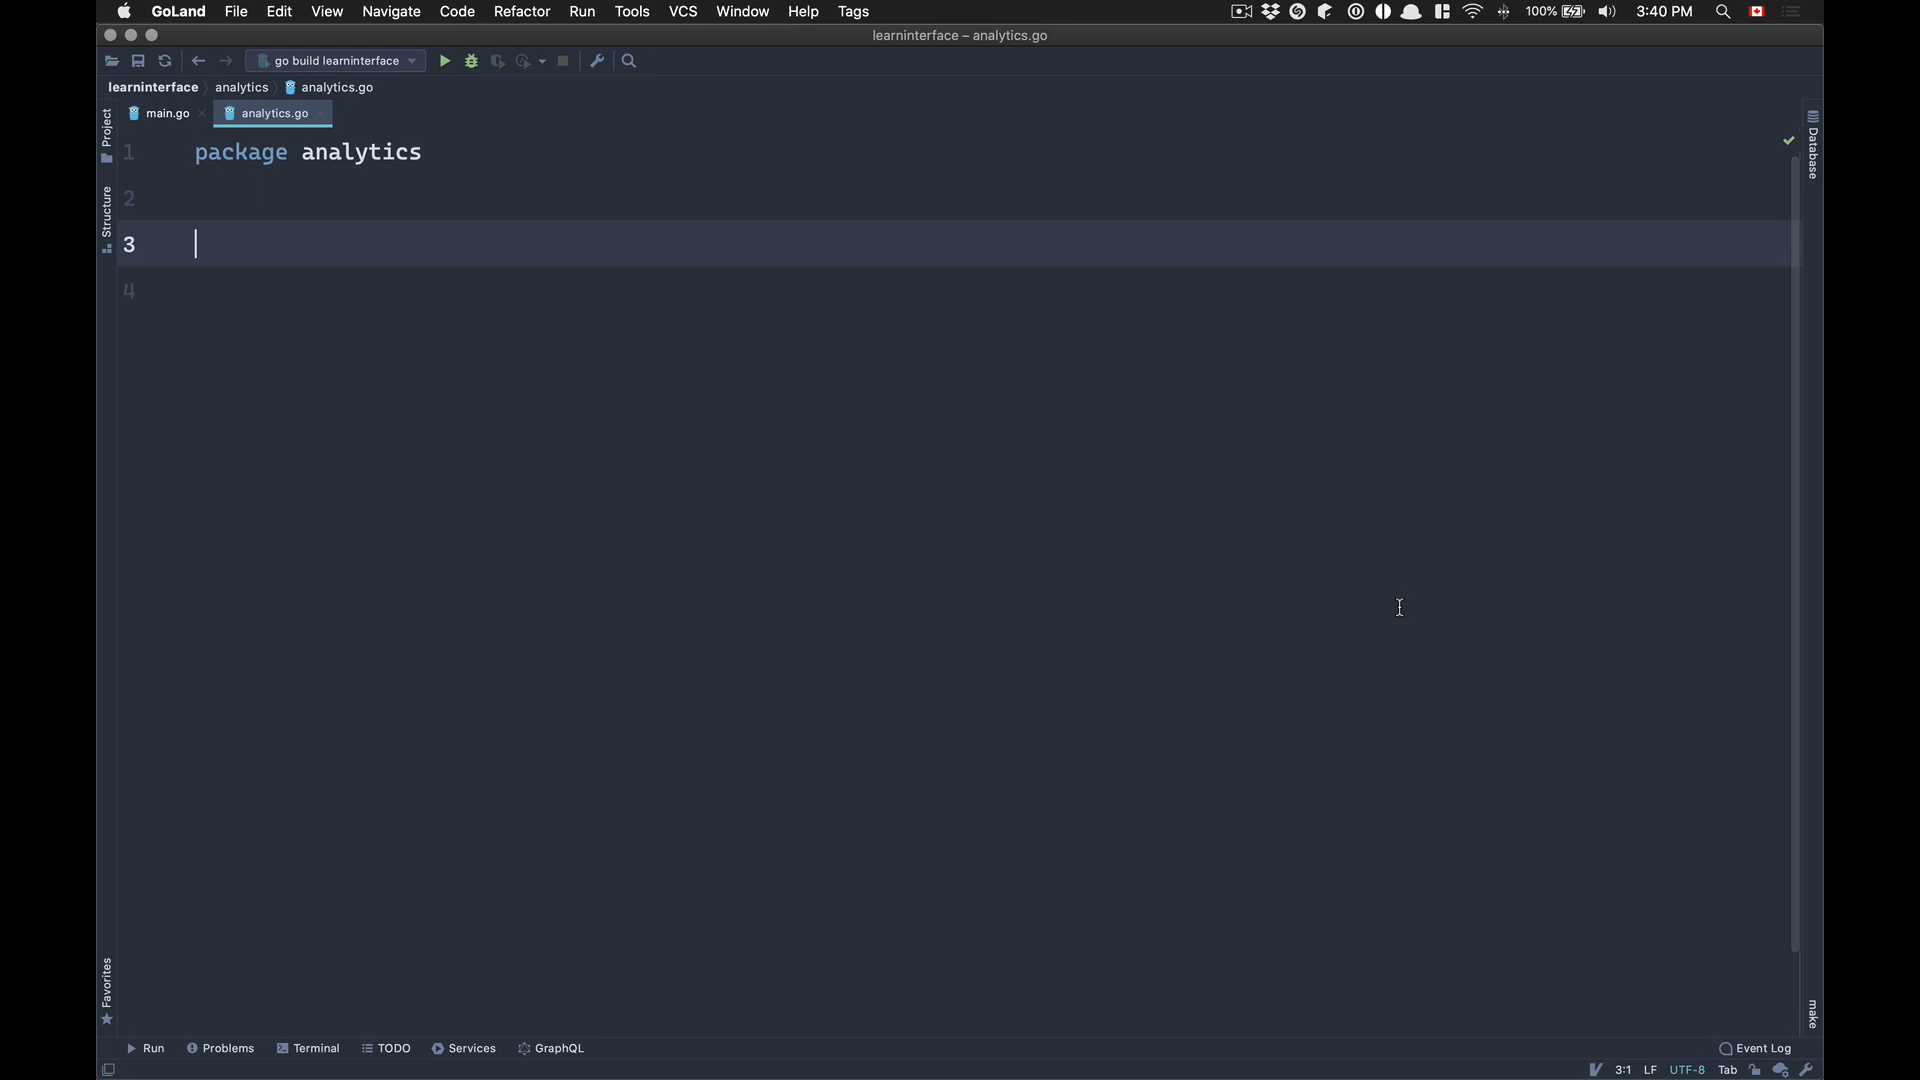 GoLand File Edit View Navigate Code Refactor Run Tools VCS Window Help Tags 100% 3:40 PM
learninterface – analytics.go
go build learninterface
learninterface analytics analytics.go
main.go analytics.go
Project
Structure
Favorites
1 package analytics
2
3
4
Database
make
Run Problems Terminal TODO Services GraphQL Event Log
3:1 LF UTF-8 Tab